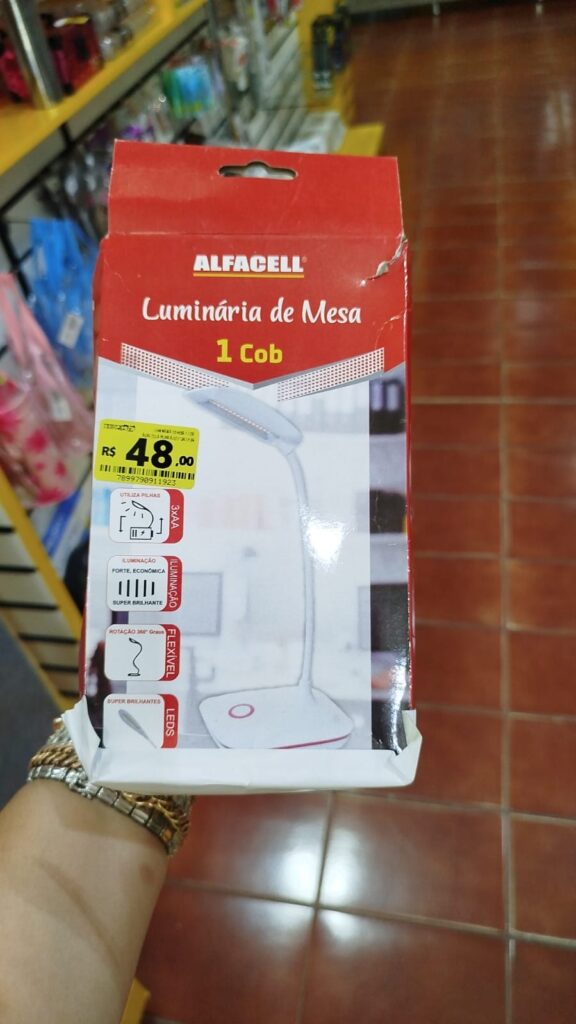 ALFACELL
Luminária de Mesa
1 Cob
R$ 48,00
7899790911923
UTILIZA PILHAS
3xAA
ILUMINAÇÃO
FORTE, ECONÔMICA
SUPER BRILHANTE
ILUMINAÇÃO
ROTAÇÃO 360° Graus
FLEXÍVEL
SUPER BRILHANTES
LEDS